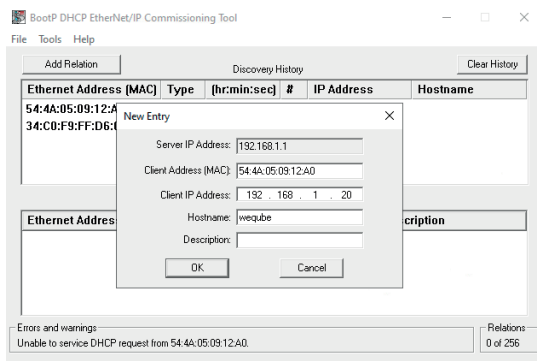 BootP DHCP EtherNet/IP Commissioning Tool
File Tools Help
Add Relation Discovery History Clear History
Ethernet Address (MAC) Type (hr:min:sec) # IP Address Hostname
54:4A:05:09:12:A
34:C0:F9:FF:D6:
New Entry
Server IP Address: 192.168.1.1
Client Address (MAC): 54:4A:05:09:12:A0
Client IP Address: 192 . 168 . 1 . 20
Hostname: weqube
Description:
OK Cancel
Ethernet Addres cription
Errors and warnings
Unable to service DHCP request from 54:4A:05:09:12:A0.
Relations
0 of 256